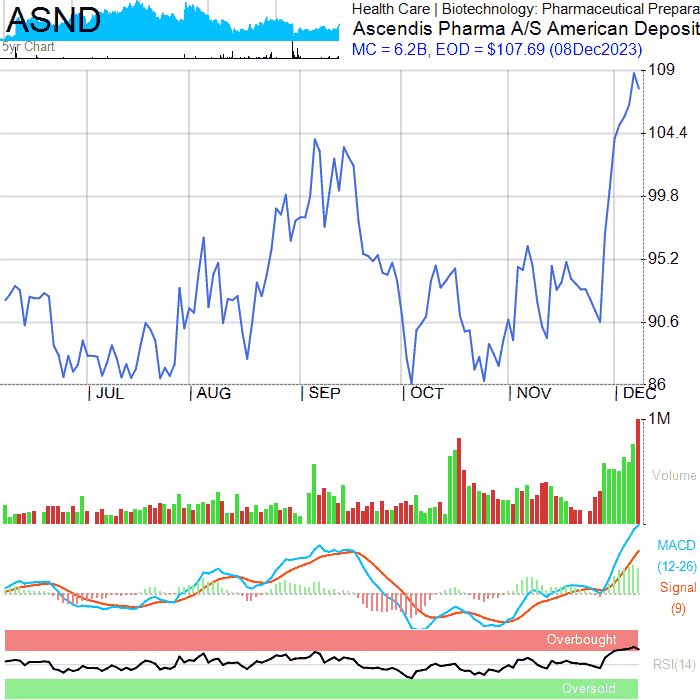 ASND
5yr Chart
Health Care | Biotechnology: Pharmaceutical Prepara
Ascendis Pharma A/S American Deposit
MC = 6.2B, EOD = $107.69 (08Dec2023)
109
104.4
99.8
95.2
90.6
86
| JUL | AUG | SEP | OCT | NOV | DEC
1M
Volume
MACD
(12-26)
Signal
(9)
Overbought
RSI(14)
Oversold